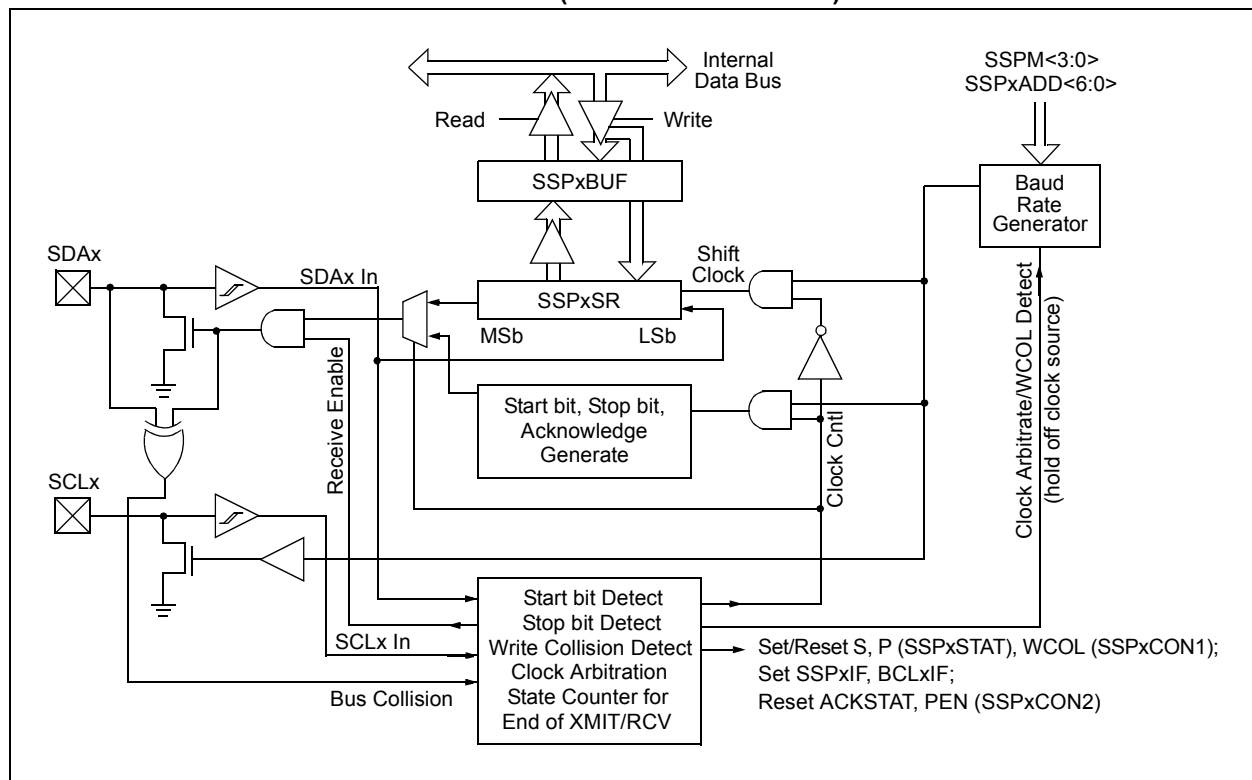 Internal
Data Bus
SSPM<3:0>
SSPxADD<6:0>
Read
Write
SSPxBUF
Baud
Rate
Generator
SDAx
SDAx In
Shift
Clock
SSPxSR
MSb
LSb
Start bit, Stop bit,
Acknowledge
Generate
Receive Enable
Clock Cntl
Clock Arbitrate/WCOL Detect
(hold off clock source)
SCLx
SCLx In
Bus Collision
Start bit Detect
Stop bit Detect
Write Collision Detect
Clock Arbitration
State Counter for
End of XMIT/RCV
Set/Reset S, P (SSPxSTAT), WCOL (SSPxCON1);
Set SSPxIF, BCLxIF;
Reset ACKSTAT, PEN (SSPxCON2)